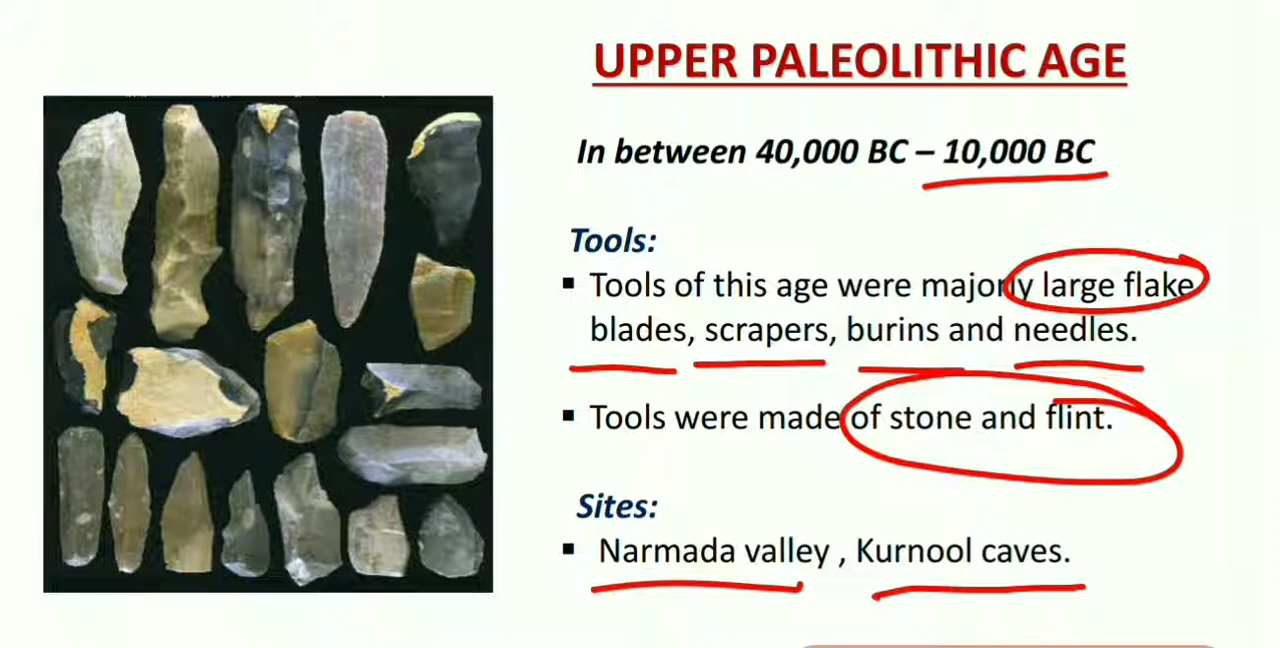 UPPER PALEOLITHIC AGE
In between 40,000 BC – 10,000 BC
Tools:
▪ Tools of this age were majorly large flake
blades, scrapers, burins and needles.
▪ Tools were made of stone and flint.
Sites:
▪ Narmada valley , Kurnool caves.